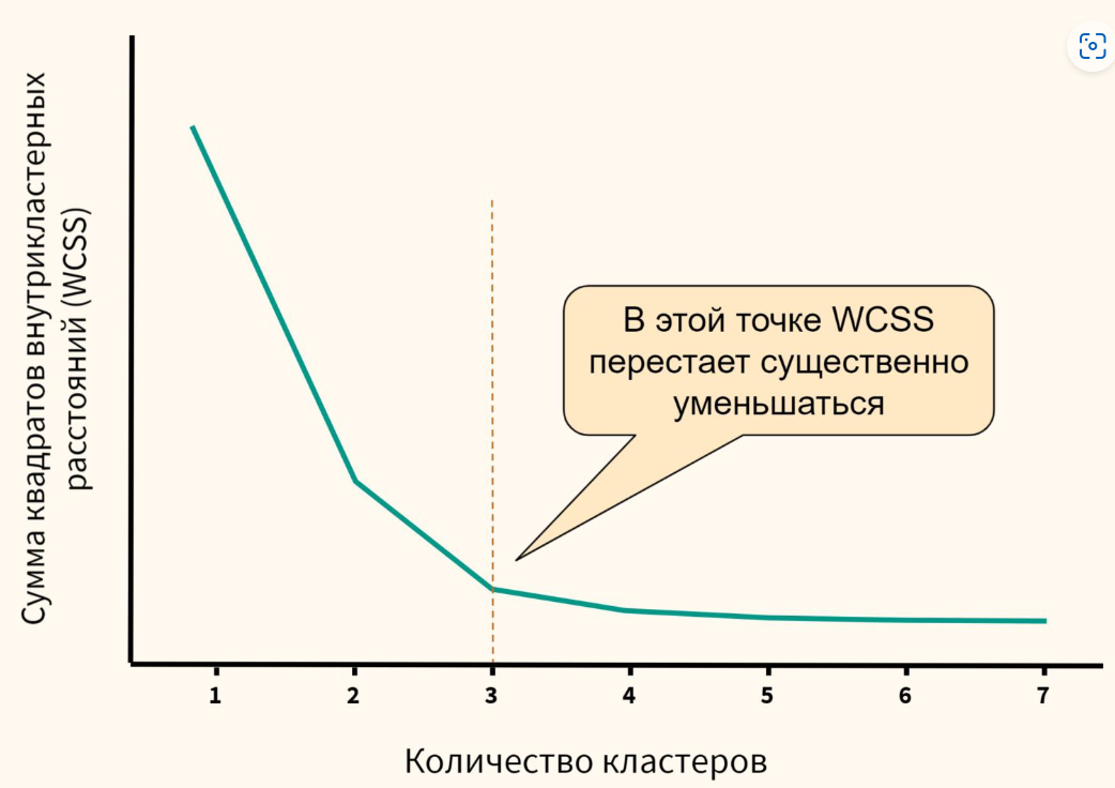 Сумма квадратов внутрикластерных
расстояний (WCSS)
В этой точке WCSS
перестает существенно
уменьшаться
1 2 3 4 5 6 7
Количество кластеров